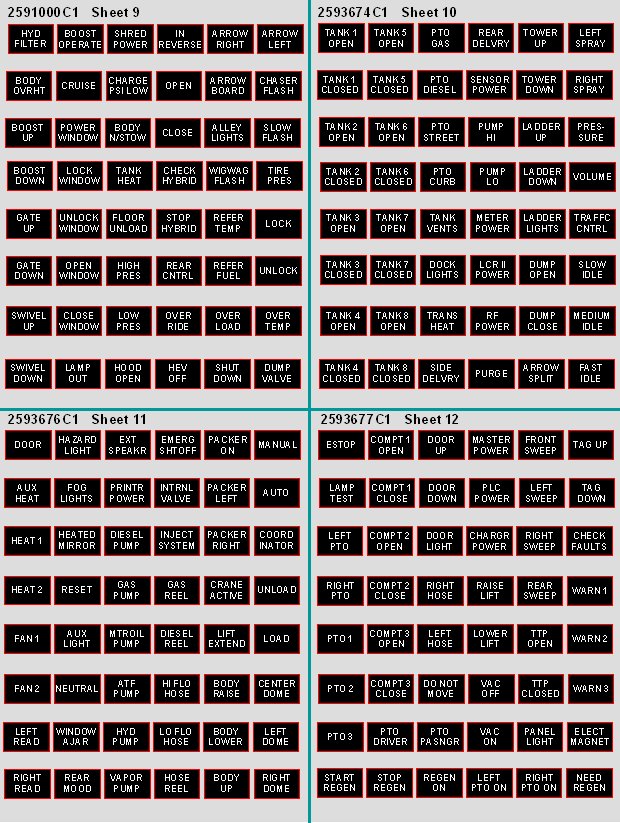 2591000C1 Sheet 9
HYD BOOST SHRED IN ARROW ARROW
FILTER OPERATE POWER REVERSE RIGHT LEFT
BODY CRUISE CHARGE OPEN ARROW CHASER
OVRHT PSI LOW BOARD FLASH
BOOST POWER BODY CLOSE ALLEY SLOW
UP WINDOW N/STOW LIGHTS FLASH
BOOST LOCK TANK CHECK WIGWAG TIRE
DOWN WINDOW HEAT HYBRID FLASH PRES
GATE UNLOCK FLOOR STOP REFER LOCK
UP WINDOW UNLOAD HYBRID TEMP
GATE OPEN HIGH REAR REFER UNLOCK
DOWN WINDOW PRES CNTRL FUEL
SWIVEL CLOSE LOW OVER OVER OVER
UP WINDOW PRES RIDE LOAD TEMP
SWIVEL LAMP HOOD HEV SHUT DUMP
DOWN OUT OPEN OFF DOWN VALVE
2593674C1 Sheet 10
TANK 1 TANK 5 PTO REAR TOWER LEFT
OPEN OPEN GAS DELVRY UP SPRAY
TANK 1 TANK 5 PTO SENSOR TOWER RIGHT
CLOSED CLOSED DIESEL POWER DOWN SPRAY
TANK 2 TANK 6 PTO PUMP LADDER PRES-
OPEN OPEN STREET HI UP SURE
TANK 2 TANK 6 PTO PUMP LADDER VOLUME
CLOSED CLOSED CURB LO DOWN
TANK 3 TANK 7 TANK METER LADDER TRAFFC
OPEN OPEN VENTS POWER LIGHTS CNTRL
TANK 3 TANK 7 DOCK LCR II DUMP SLOW
CLOSED CLOSED LIGHTS POWER OPEN IDLE
TANK 4 TANK 8 TRANS RF DUMP MEDIUM
OPEN OPEN HEAT POWER CLOSE IDLE
TANK 4 TANK 8 SIDE PURGE ARROW FAST
CLOSED CLOSED DELVRY SPLIT IDLE
2593676C1 Sheet 11
DOOR HAZARD EXT EMERG PACKER MANUAL
LIGHT SPEAKR SHTOFF ON
AUX FOG PRINTR INTRNL PACKER AUTO
HEAT LIGHTS POWER VALVE LEFT
HEAT 1 HEATED DIESEL INJECT PACKER COORD
MIRROR PUMP SYSTEM RIGHT INATOR
HEAT 2 RESET GAS GAS CRANE UNLOAD
PUMP REEL ACTIVE
FAN 1 AUX MTROIL DIESEL LIFT LOAD
LIGHT PUMP REEL EXTEND
FAN 2 NEUTRAL ATF HI FLO BODY CENTER
PUMP HOSE RAISE DOME
LEFT WINDOW HYD LO FLO BODY LEFT
READ AJAR PUMP HOSE LOWER DOME
RIGHT REAR VAPOR HOSE BODY RIGHT
READ MOOD PUMP REEL UP DOME
2593677C1 Sheet 12
ESTOP COMPT 1 DOOR MASTER FRONT TAG UP
OPEN UP POWER SWEEP
LAMP COMPT 1 DOOR PLC LEFT TAG
TEST CLOSE DOWN POWER SWEEP DOWN
LEFT COMPT 2 DOOR CHARGR RIGHT CHECK
PTO OPEN LIGHT POWER SWEEP FAULTS
RIGHT COMPT 2 RIGHT RAISE REAR WARN 1
PTO CLOSE HOSE LIFT SWEEP
PTO 1 COMPT 3 LEFT LOWER TTP WARN 2
OPEN HOSE LIFT OPEN
PTO 2 COMPT 3 DO NOT VAC TTP WARN 3
CLOSE MOVE OFF CLOSED
PTO 3 PTO PTO VAC PANEL ELECT
DRIVER PASNGR ON LIGHT MAGNET
START STOP REGEN LEFT RIGHT NEED
REGEN REGEN ON PTO ON PTO ON REGEN